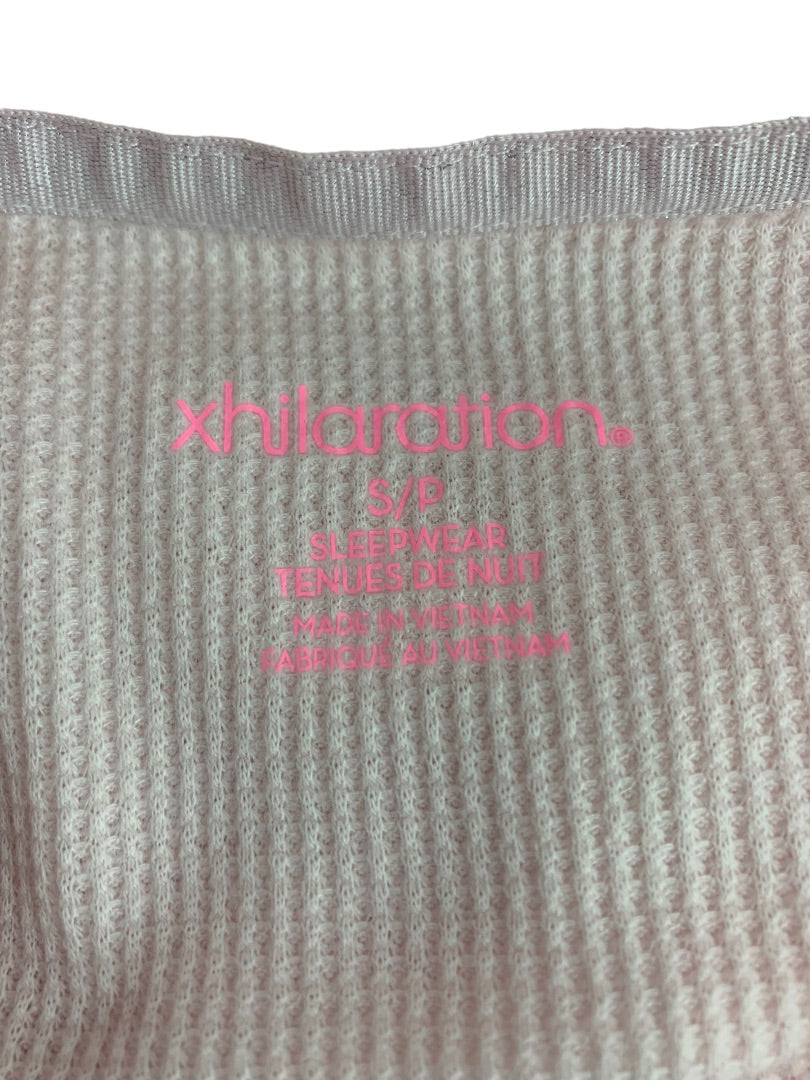 xhilaration®
S/P
SLEEPWEAR
TENUES DE NUIT
MADE IN VIETNAM
FABRIQUÉ AU VIETNAM